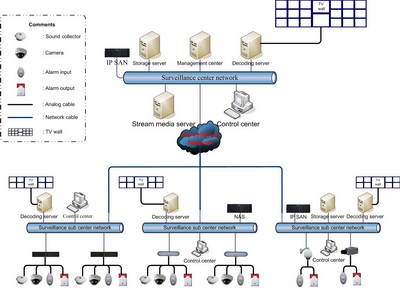 Comments
: Sound collector
: Camera
: Alarm input
: Alarm output
: Analog cable
: Network cable
: TV wall
TV
wall
IP SAN
Storage server
Management center
Decoding server
Surveillance center network
Stream media server
Control center
TV
wall
Decoding server
Control center
Surveillance sub center network
TV
wall
Decoding server
NAS
Surveillance sub center network
Control center
TV
wall
IP SAN
Storage server
Decoding server
Surveillance sub center network
Control center